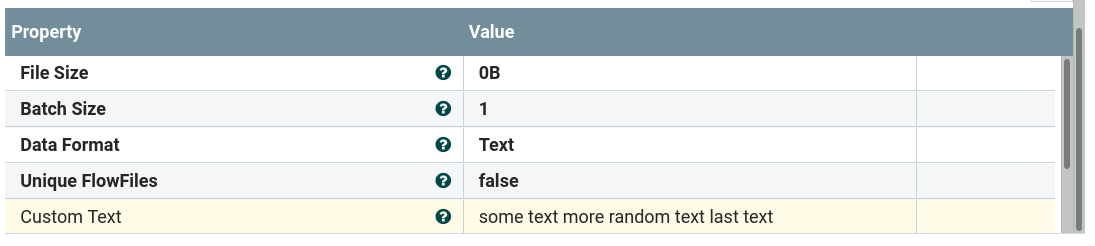 Property Value
File Size ? 0B
Batch Size ? 1
Data Format ? Text
Unique FlowFiles ? false
Custom Text ? some text more random text last text